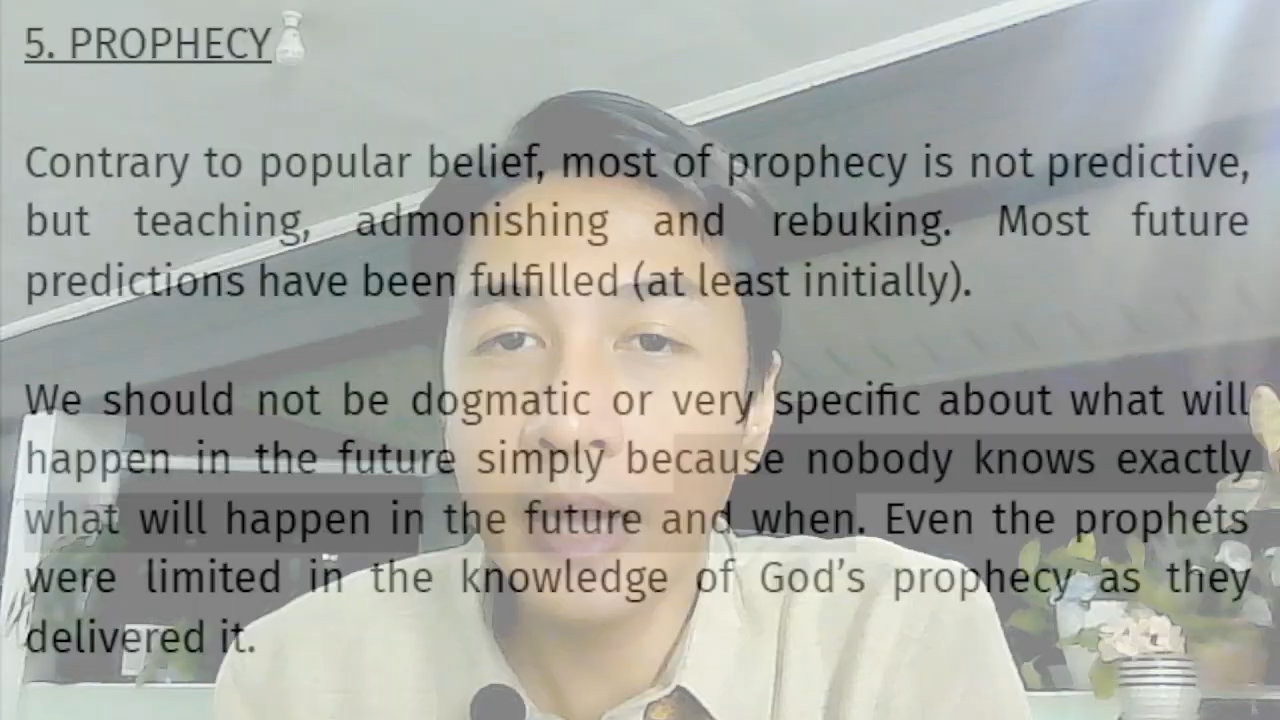 5. PROPHECY
Contrary to popular belief, most of prophecy is not predictive,
but teaching, admonishing and rebuking. Most future
predictions have been fulfilled (at least initially).
We should not be dogmatic or very specific about what will
happen in the future simply because nobody knows exactly
what will happen in the future and when. Even the prophets
were limited in the knowledge of God’s prophecy as they
delivered it.